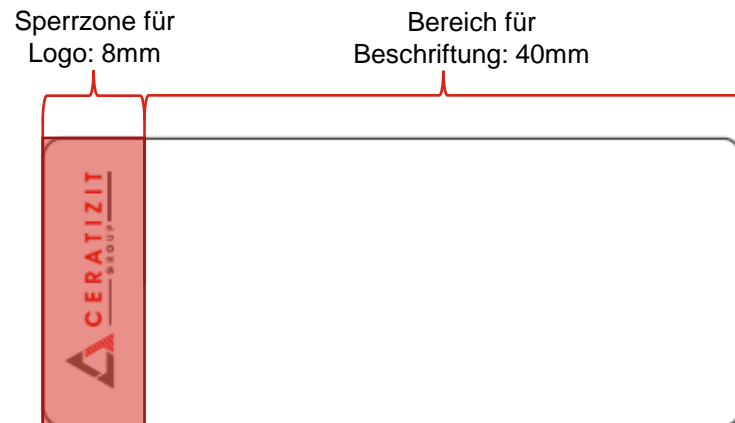 Sperrzone für
Logo: 8mm
Bereich für
Beschriftung: 40mm
CERATIZIT
GROUP